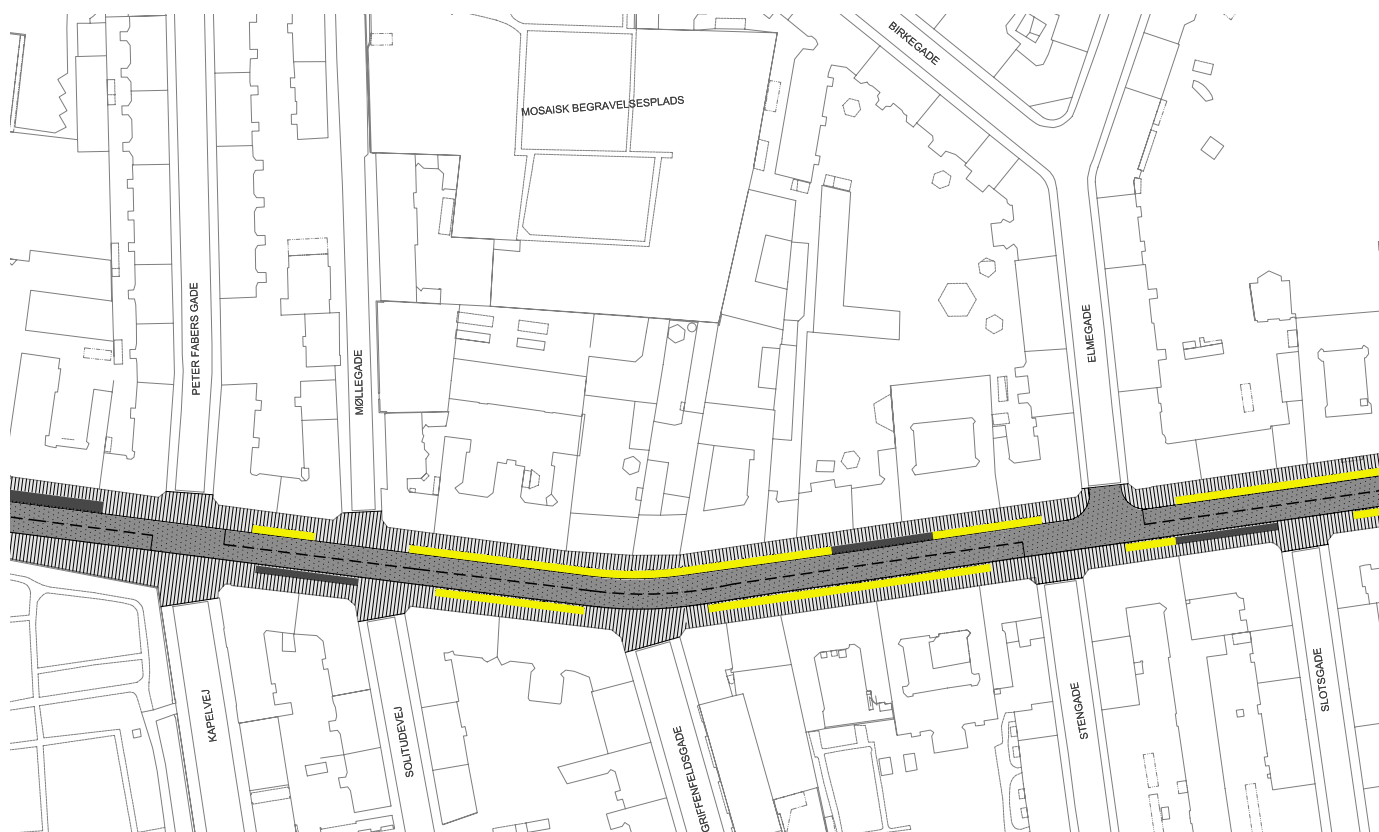 BIRKEGADE
MOSAISK BEGRAVELSESPLADS
PETER FABERS GADE
MØLLEGADE
ELMEGADE
KAPELVEJ
SOLITUDEVEJ
GRIFFENFELDSGADE
STENGADE
SLOTSGADE